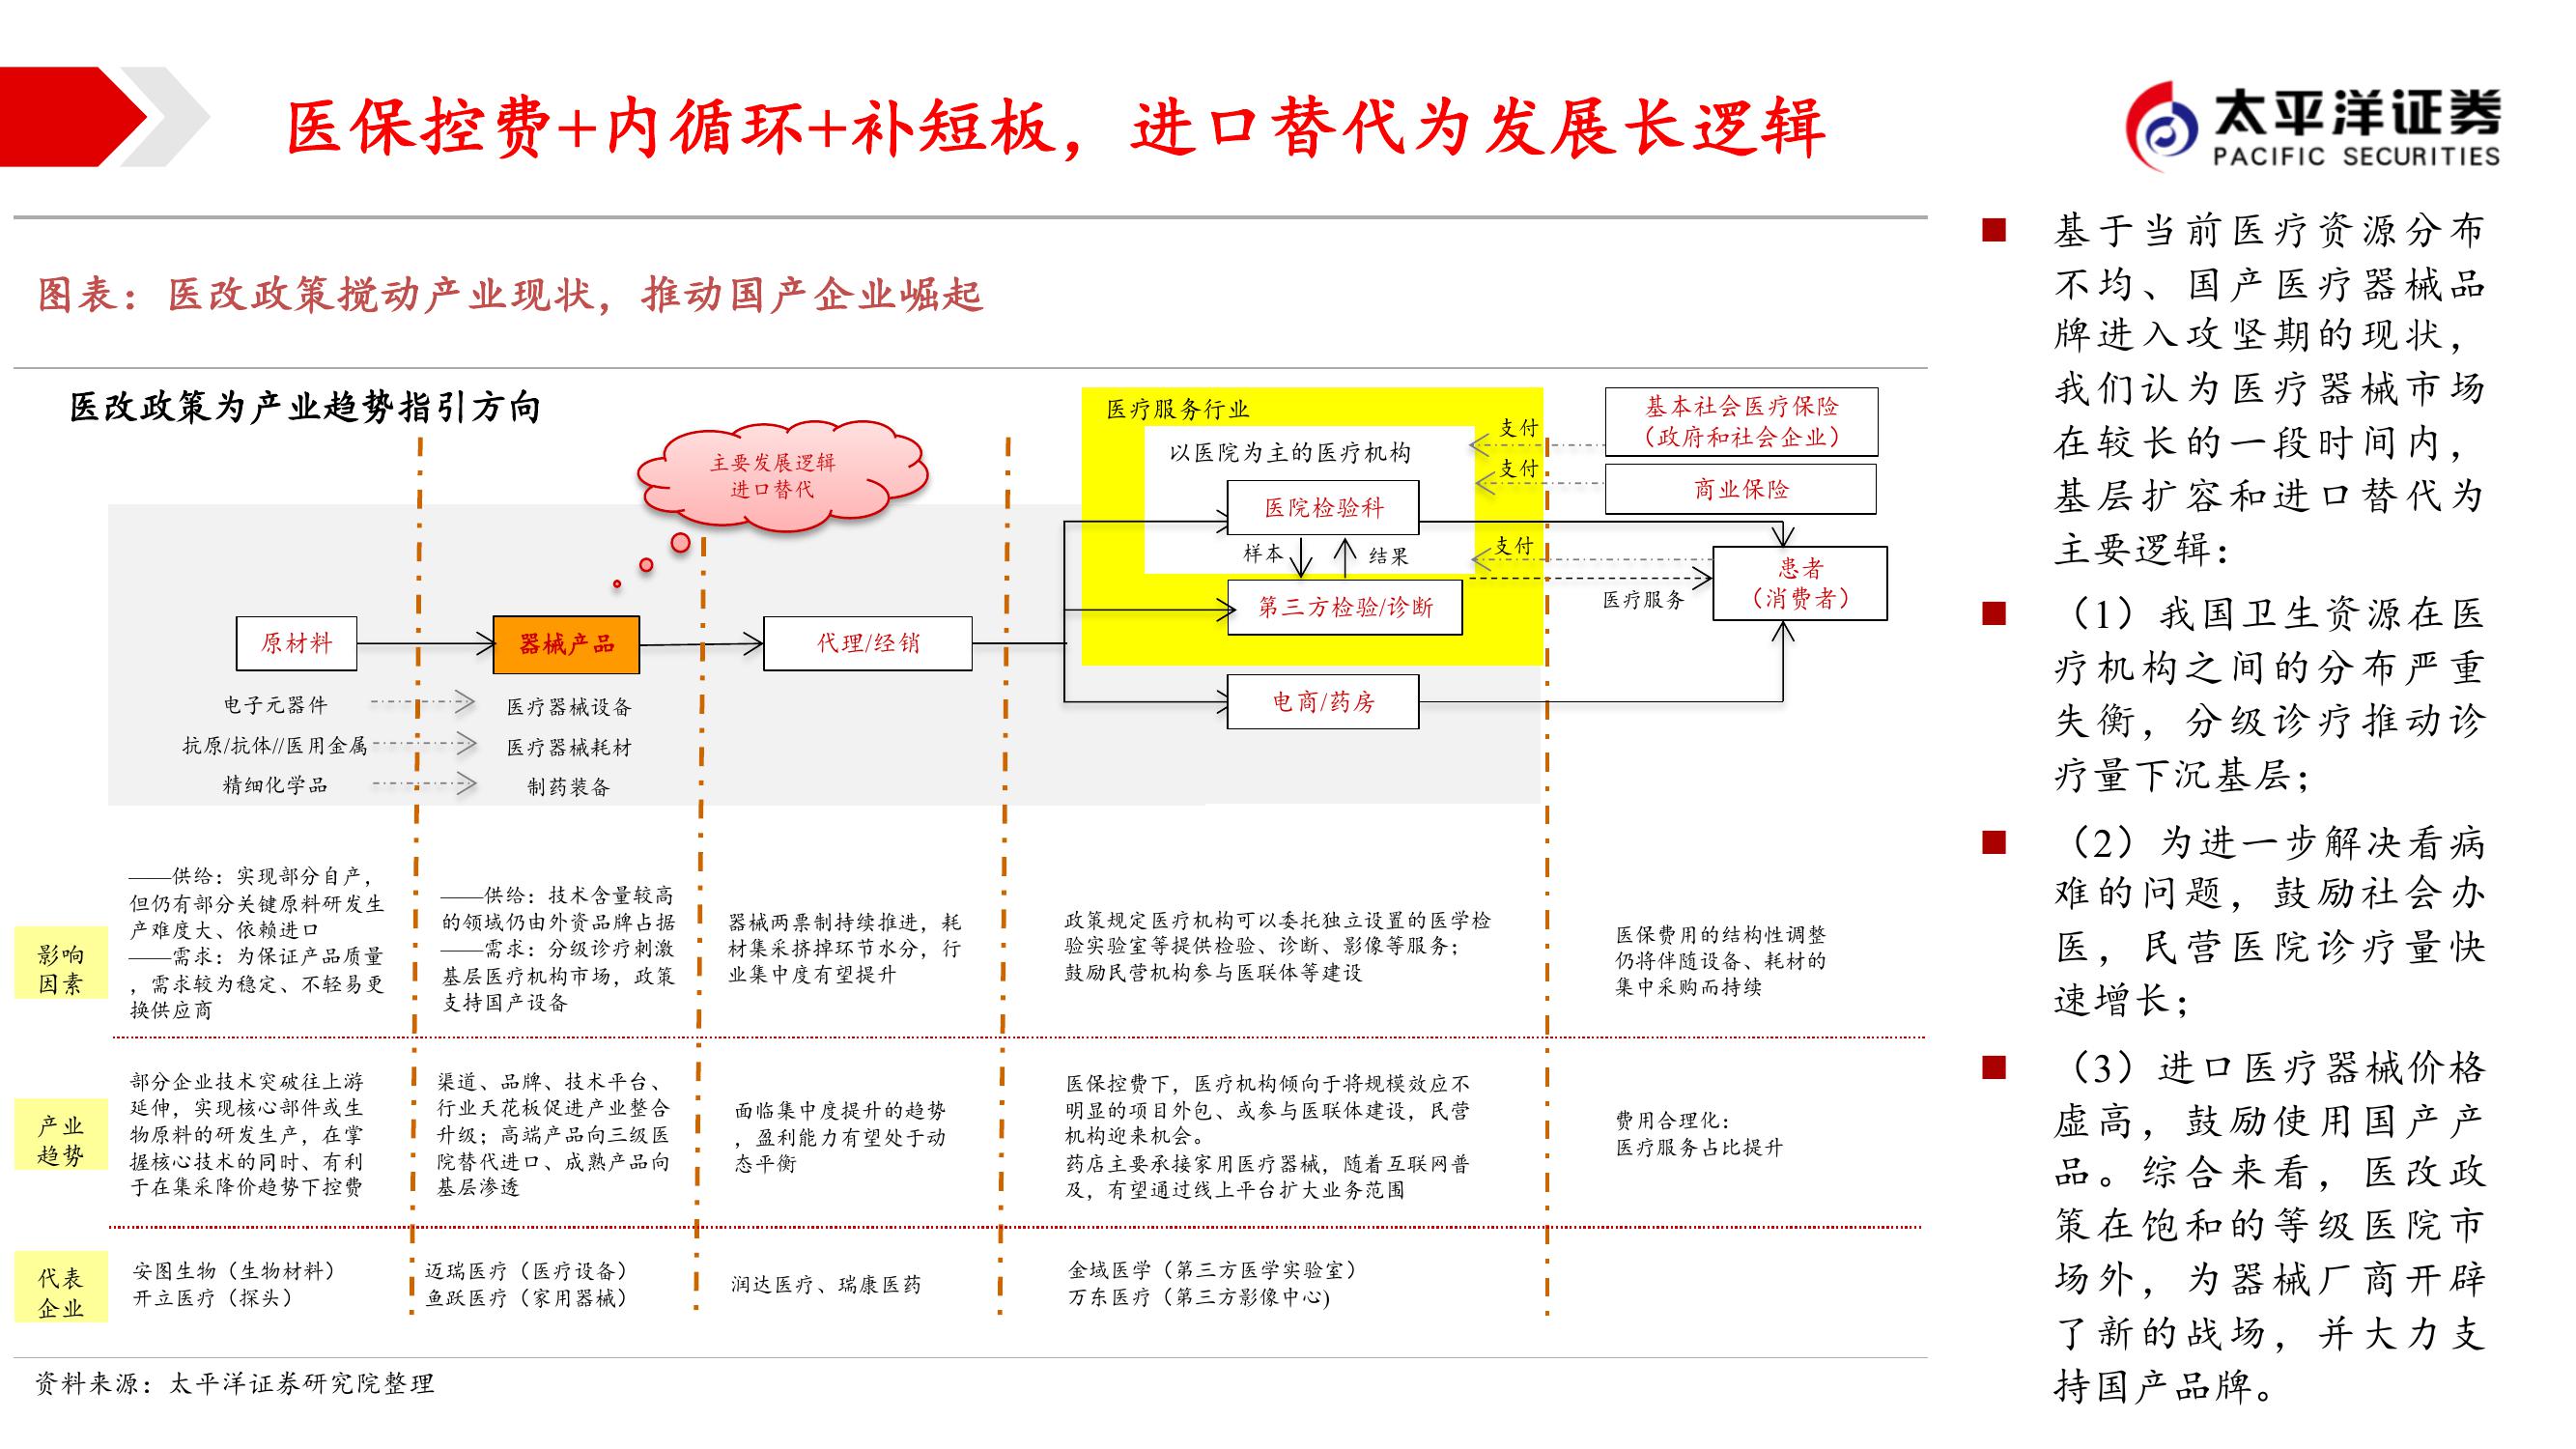 医保控费+内循环+补短板，进口替代为发展长逻辑
太平洋证券
PACIFIC SECURITIES
图表：医改政策搅动产业现状，推动国产企业崛起
医改政策为产业趋势指引方向
主要发展逻辑
进口替代
医疗服务行业
以医院为主的医疗机构
医院检验科
样本
结果
第三方检验/诊断
支付
支付
支付
医疗服务
基本社会医疗保险
（政府和社会企业）
商业保险
患者
（消费者）
原材料
器械产品
代理/经销
电商/药房
电子元器件
医疗器械设备
抗原/抗体//医用金属
医疗器械耗材
精细化学品
制药装备
影响
因素
——供给：实现部分自产，
但仍有部分关键原料研发生
产难度大、依赖进口
——需求：为保证产品质量
，需求较为稳定、不轻易更
换供应商
——供给：技术含量较高
的领域仍由外资品牌占据
——需求：分级诊疗刺激
基层医疗机构市场，政策
支持国产设备
器械两票制持续推进，耗
材集采挤掉环节水分，行
业集中度有望提升
政策规定医疗机构可以委托独立设置的医学检
验实验室等提供检验、诊断、影像等服务；
鼓励民营机构参与医联体等建设
医保费用的结构性调整
仍将伴随设备、耗材的
集中采购而持续
产业
趋势
部分企业技术突破往上游
延伸，实现核心部件或生
物原料的研发生产，在掌
握核心技术的同时、有利
于在集采降价趋势下控费
渠道、品牌、技术平台、
行业天花板促进产业整合
升级；高端产品向三级医
院替代进口、成熟产品向
基层渗透
面临集中度提升的趋势
，盈利能力有望处于动
态平衡
医保控费下，医疗机构倾向于将规模效应不
明显的项目外包、或参与医联体建设，民营
机构迎来机会。
药店主要承接家用医疗器械，随着互联网普
及，有望通过线上平台扩大业务范围
费用合理化：
医疗服务占比提升
代表
企业
安图生物（生物材料）
开立医疗（探头）
迈瑞医疗（医疗设备）
鱼跃医疗（家用器械）
润达医疗、瑞康医药
金域医学（第三方医学实验室）
万东医疗（第三方影像中心)
资料来源：太平洋证券研究院整理
基于当前医疗资源分布
不均、国产医疗器械品
牌进入攻坚期的现状，
我们认为医疗器械市场
在较长的一段时间内，
基层扩容和进口替代为
主要逻辑：
（1）我国卫生资源在医
疗机构之间的分布严重
失衡，分级诊疗推动诊
疗量下沉基层；
（2）为进一步解决看病
难的问题，鼓励社会办
医，民营医院诊疗量快
速增长；
（3）进口医疗器械价格
虚高，鼓励使用国产产
品。综合来看，医改政
策在饱和的等级医院市
场外，为器械厂商开辟
了新的战场，并大力支
持国产品牌。